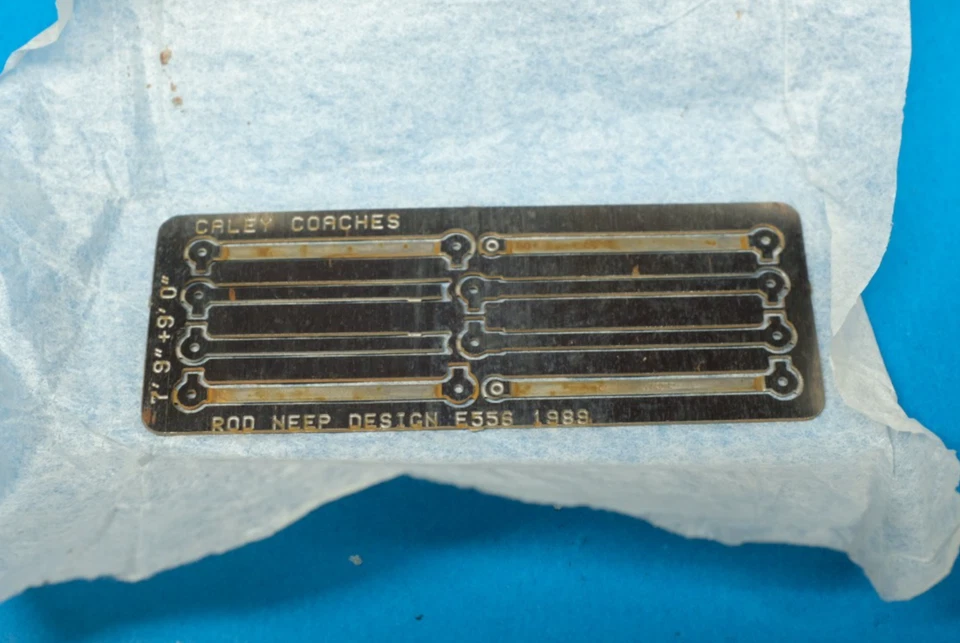 CALEY COACHES
7'9"+9'0"
ROD NEEP DESIGN E556 1989